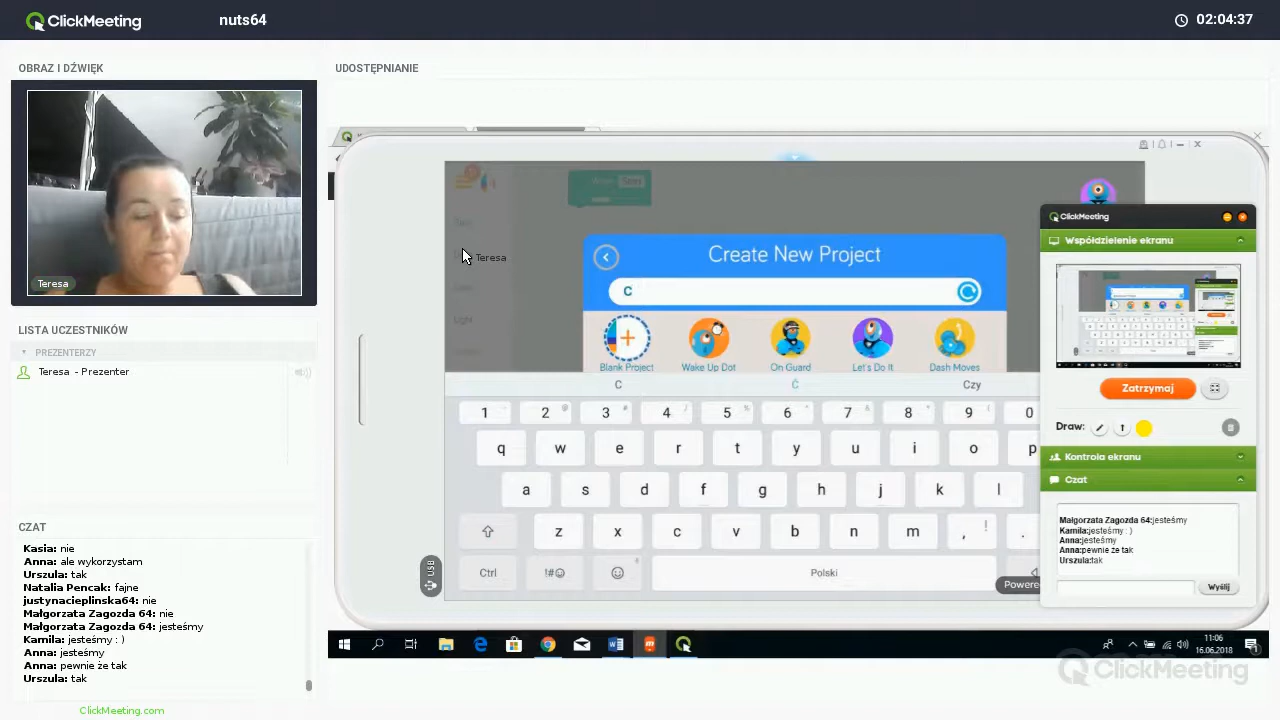 ClickMeeting
nuts64
02:04:37
OBRAZ I DŹWIĘK
Teresa
LISTA UCZESTNIKÓW
PREZENTERZY
Teresa - Prezenter
CZAT
Kasia: nie
Anna: ale wykorzystam
Urszula: tak
Natalia Pencak: fajne
justynacieplinska64: nie
Małgorzata Zagozda 64: nie
Małgorzata Zagozda 64: jesteśmy
Kamila: jesteśmy : )
Anna: jesteśmy
Anna: pewnie że tak
Urszula: tak
ClickMeeting.com
UDOSTĘPNIANIE
Start
Teresa
Light
Create New Project
C
Blank Project Wake Up Dot On Guard Let's Do It Dash Moves
C Ć Czy
1 2 3 4 5 6 7 8 9 0
q w e r t y u i o p
a s d f g h j k l
z x c v b n m , ! .
Ctrl !#☺ Polski
USB
Powere
ClickMeeting
Współdzielenie ekranu
Zatrzymaj
Draw:
Kontrola ekranu
Czat
Małgorzata Zagozda 64:jesteśmy
Kamila:jesteśmy : )
Anna:jesteśmy
Anna:pewnie że tak
Urszula:tak
Wyślij
11:06
16.06.2018
ClickMeeting